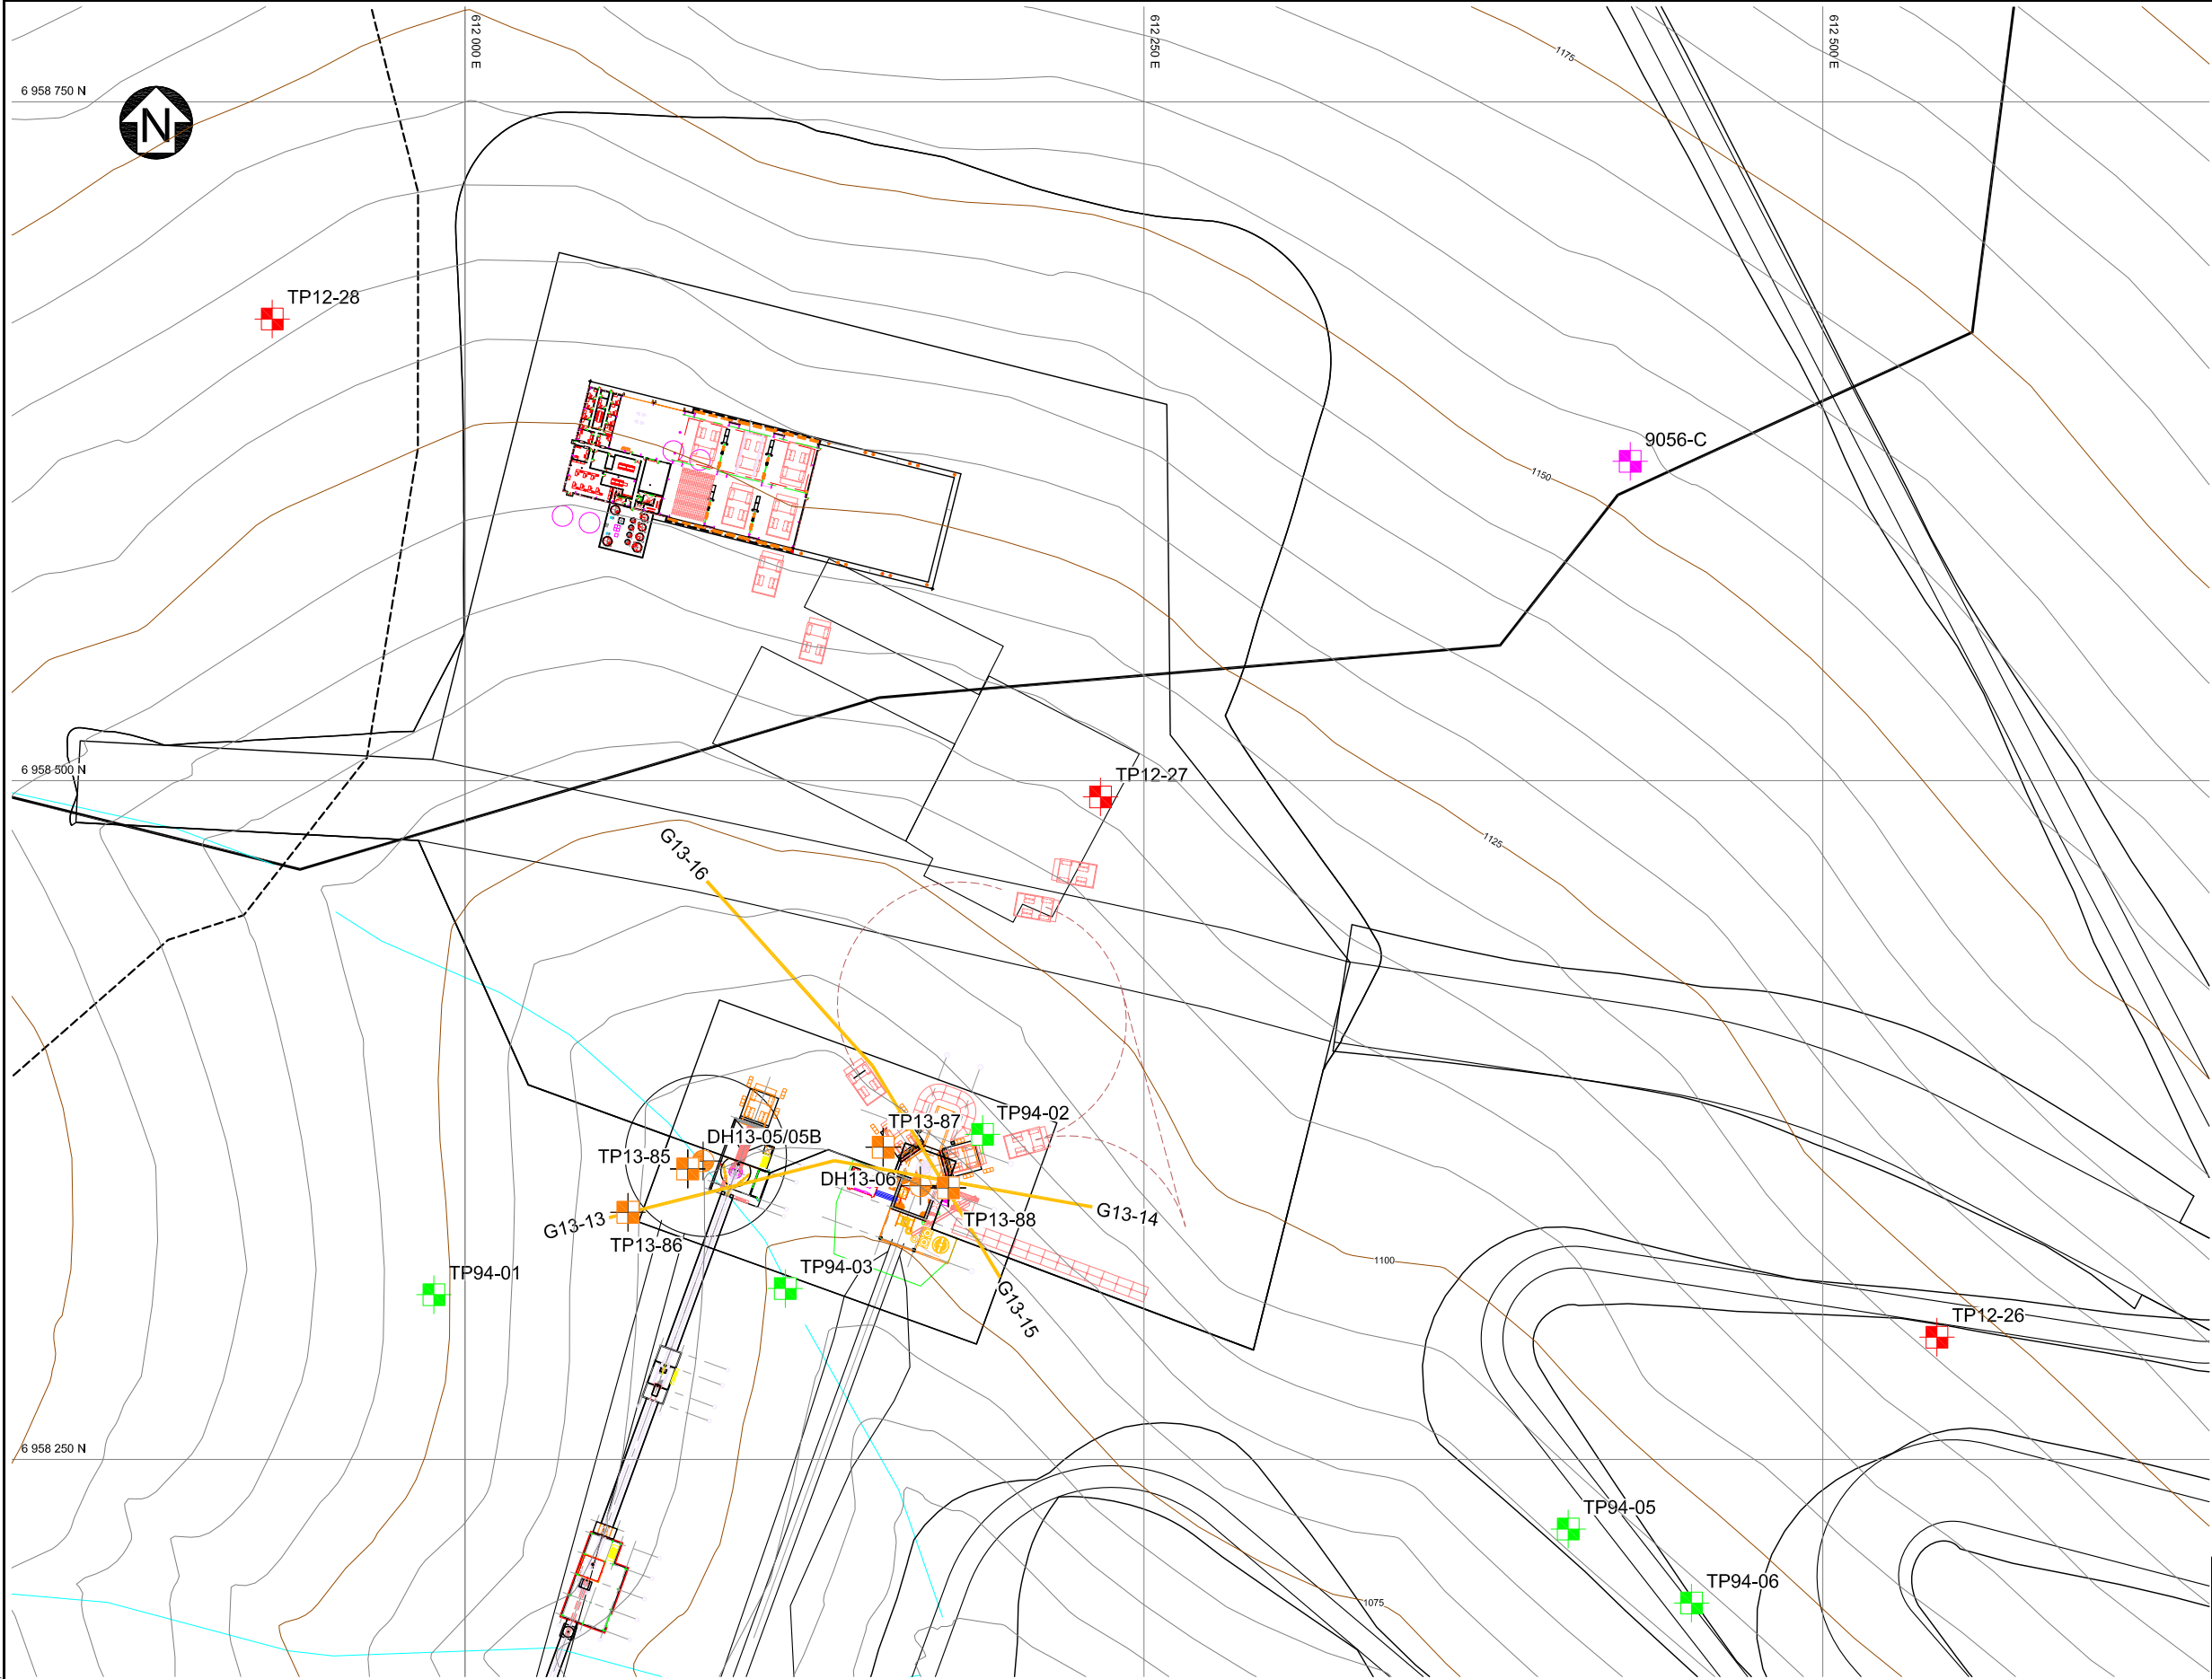 612 000 E
612 250 E
612 500 E
1175
6 958 750 N
N
TP12-28
9056-C
1150
6 958 500 N
TP12-27
1125
G13-16
TP94-02
TP13-87
DH13-05/05B
TP13-85
DH13-06
G13-13
G13-14
TP13-88
TP13-86
TP94-03
1100
TP94-01
G13-15
TP12-26
6 958 250 N
TP94-05
TP94-06
1075